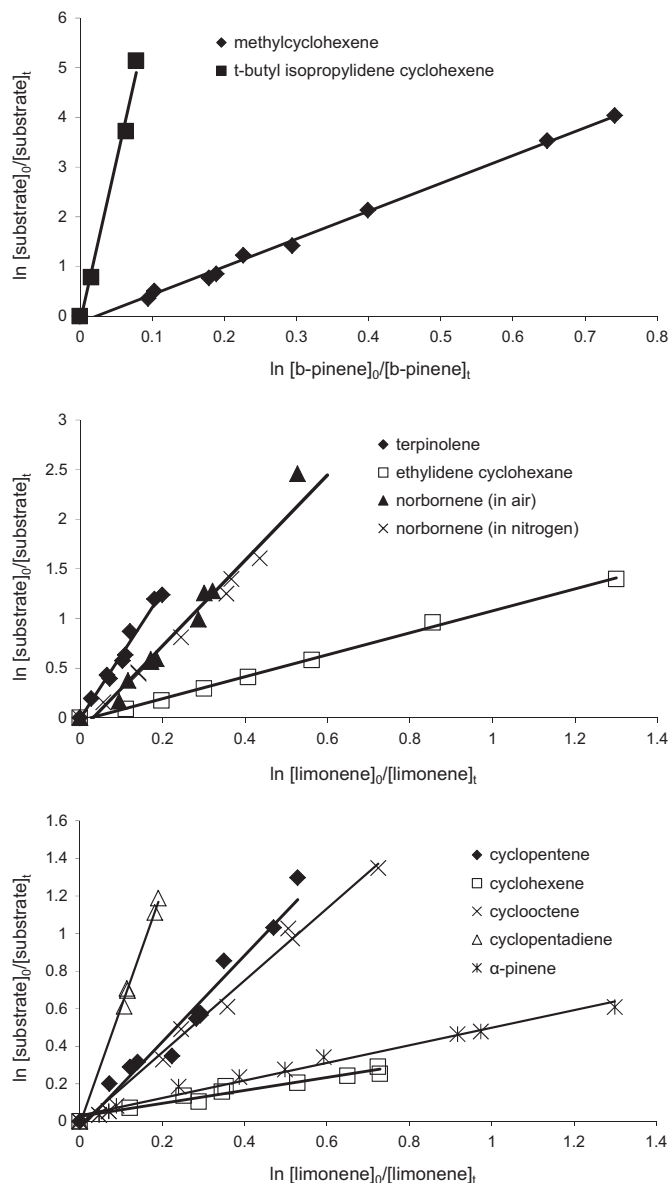 6
5
4
3
2
1
0
0
0.1
0.2
0.3
0.4
0.5
0.6
0.7
0.8
ln [substrate]₀/[substrate]ₜ
ln [b-pinene]₀/[b-pinene]ₜ
methylcyclohexene
t-butyl isopropylidene cyclohexene
3
2.5
2
1.5
1
0.5
0
0
0.2
0.4
0.6
0.8
1
1.2
1.4
ln [substrate]₀/[substrate]ₜ
ln [limonene]₀/[limonene]ₜ
terpinolene
ethylidene cyclohexane
norbornene (in air)
norbornene (in nitrogen)
1.6
1.4
1.2
1
0.8
0.6
0.4
0.2
0
0
0.2
0.4
0.6
0.8
1
1.2
1.4
ln [substrate]₀/[substrate]ₜ
ln [limonene]₀/[limonene]ₜ
cyclopentene
cyclohexene
cyclooctene
cyclopentadiene
α-pinene